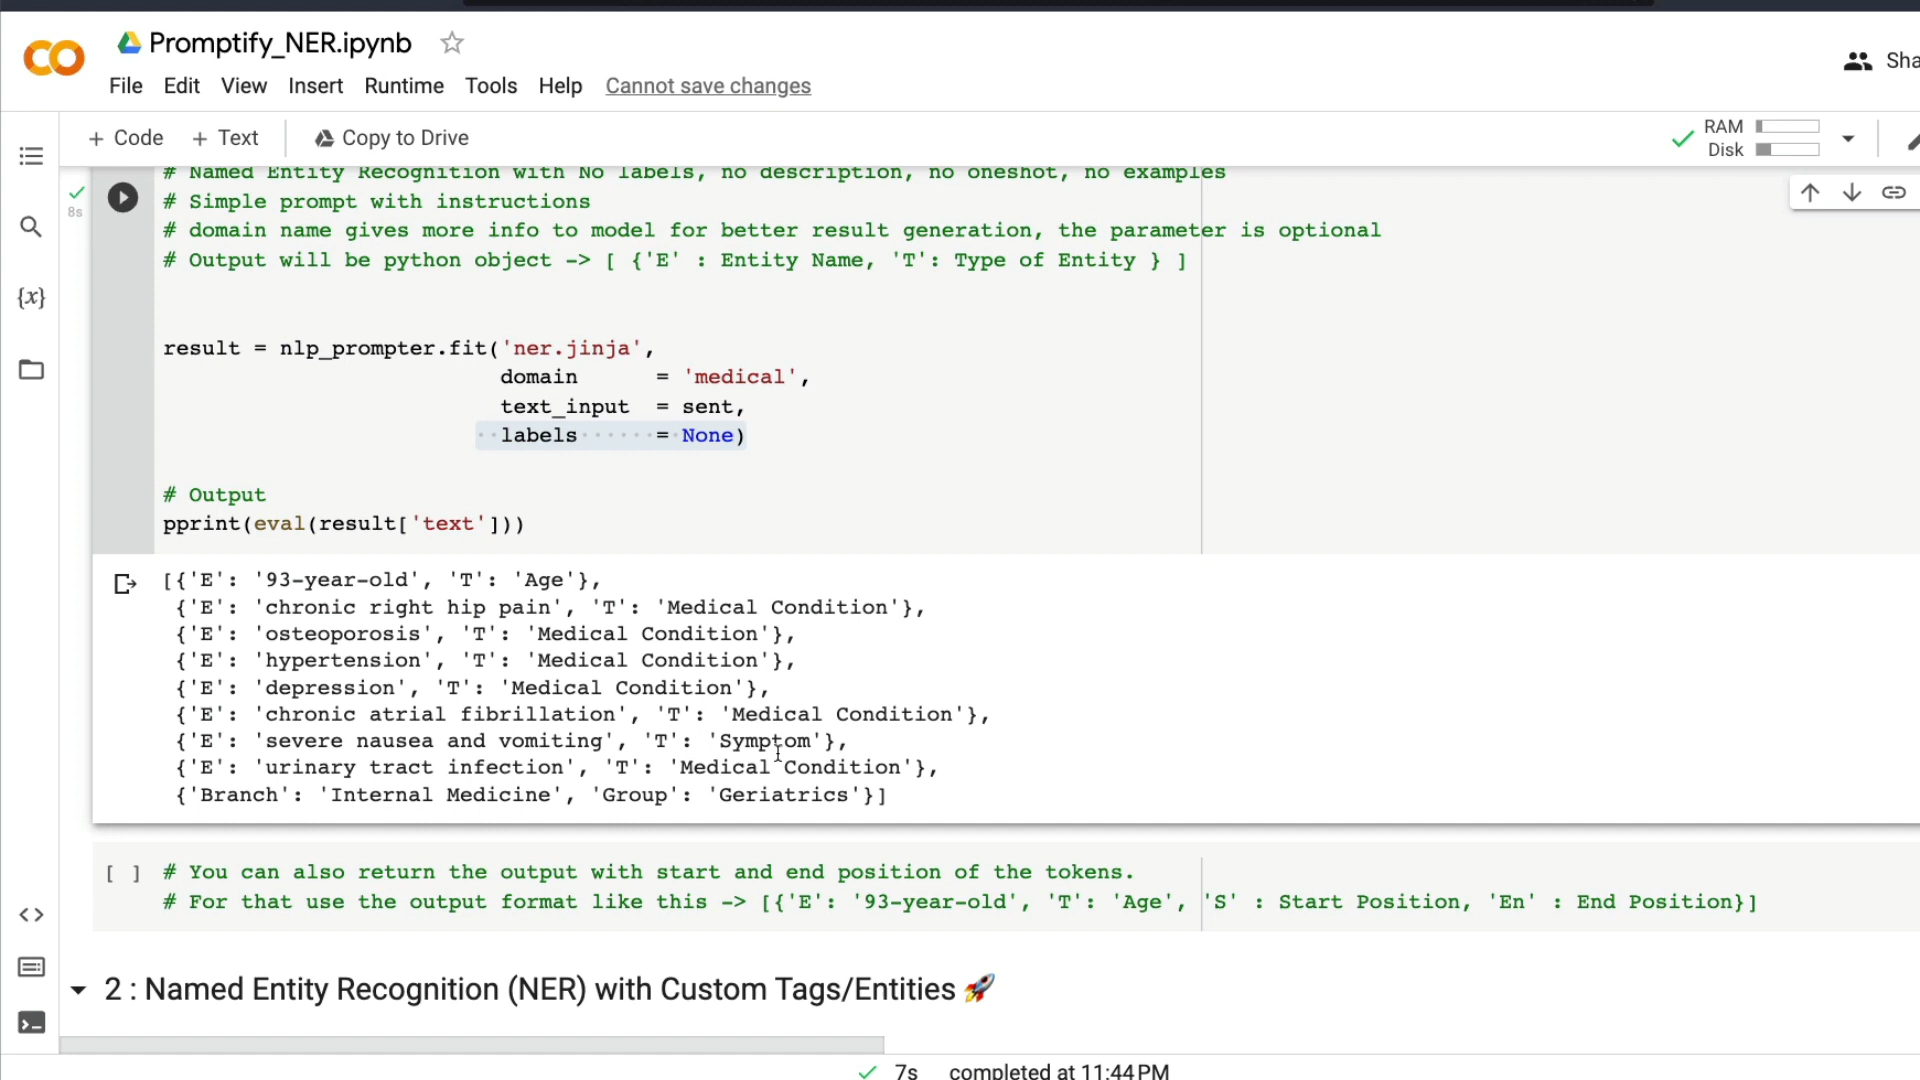 Promptify_NER.ipynb
Sha
File Edit View Insert Runtime Tools Help Cannot save changes
+ Code + Text Copy to Drive
RAM
Disk
8s
# Named Entity Recognition with No labels, no description, no oneshot, no examples
# Simple prompt with instructions
# domain name gives more info to model for better result generation, the parameter is optional
# Output will be python object -> [ {'E' : Entity Name, 'T': Type of Entity } ]
{x}
result = nlp_prompter.fit('ner.jinja',
domain = 'medical',
text_input = sent,
labels = None)
# Output
pprint(eval(result['text']))
[{'E': '93-year-old', 'T': 'Age'},
{'E': 'chronic right hip pain', 'T': 'Medical Condition'},
{'E': 'osteoporosis', 'T': 'Medical Condition'},
{'E': 'hypertension', 'T': 'Medical Condition'},
{'E': 'depression', 'T': 'Medical Condition'},
{'E': 'chronic atrial fibrillation', 'T': 'Medical Condition'},
{'E': 'severe nausea and vomiting', 'T': 'Symptom'},
{'E': 'urinary tract infection', 'T': 'Medical Condition'},
{'Branch': 'Internal Medicine', 'Group': 'Geriatrics'}]
[ ] # You can also return the output with start and end position of the tokens.
# For that use the output format like this -> [{'E': '93-year-old', 'T': 'Age', 'S' : Start Position, 'En' : End Position}]
2 : Named Entity Recognition (NER) with Custom Tags/Entities 🚀
7s completed at 11:44 PM